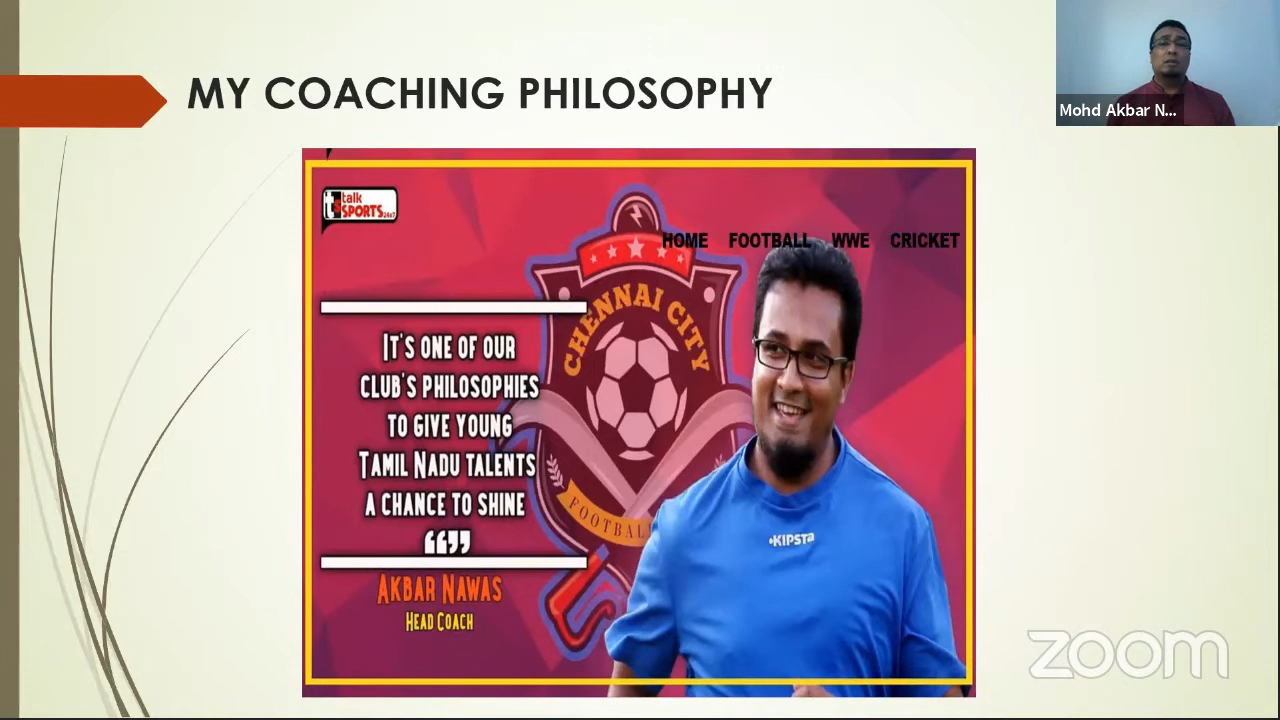 MY COACHING PHILOSOPHY
Mohd Akbar N...
talk
SPORTS 24x7
HOME FOOTBALL WWE CRICKET
CHENNAI CITY
IT'S ONE OF OUR
CLUB'S PHILOSOPHIES
TO GIVE YOUNG
TAMIL NADU TALENTS
A CHANCE TO SHINE
❝❞
AKBAR NAWAS
HEAD COACH
FOOTBAL
KIPSTA
zoom